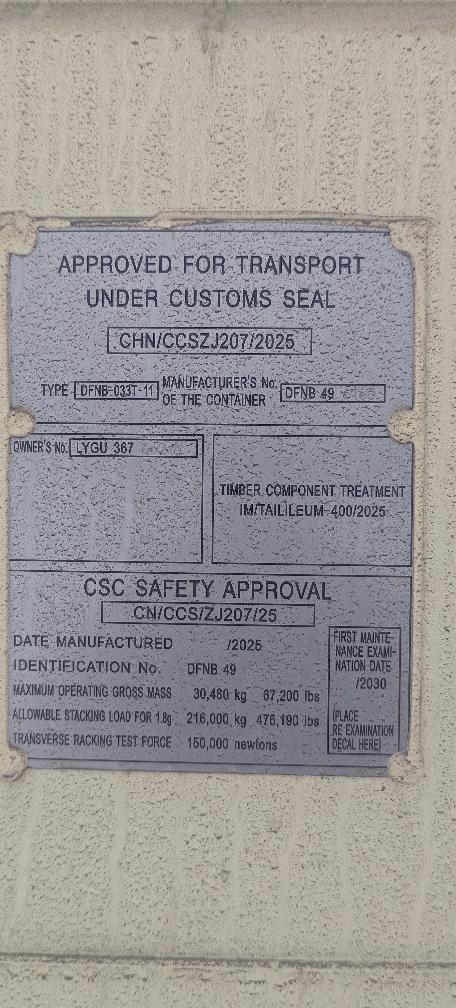 APPROVED FOR TRANSPORT
UNDER CUSTOMS SEAL
CHN/CCSZJ207/2025
TYPE DFNB-033T-11 MANUFACTURER'S No. OF THE CONTAINER DFNB 49
OWNER'S No. LYGU 367
TIMBER COMPONENT TREATMENT
IM/TAILILEUM-400/2025
CSC SAFETY APPROVAL
CN/CCS/ZJ207/25
DATE MANUFACTURED /2025
IDENTIFICATION No. DFNB 49
MAXIMUM OPERATING GROSS MASS 30,480 kg 67,200 lbs
ALLOWABLE STACKING LOAD FOR 1.8g 216,000 kg 476,190 lbs
TRANSVERSE RACKING TEST FORCE 150,000 newtons
FIRST MAINTE-
NANCE EXAMI-
NATION DATE
/2030
(PLACE
RE EXAMINATION
DECAL HERE)